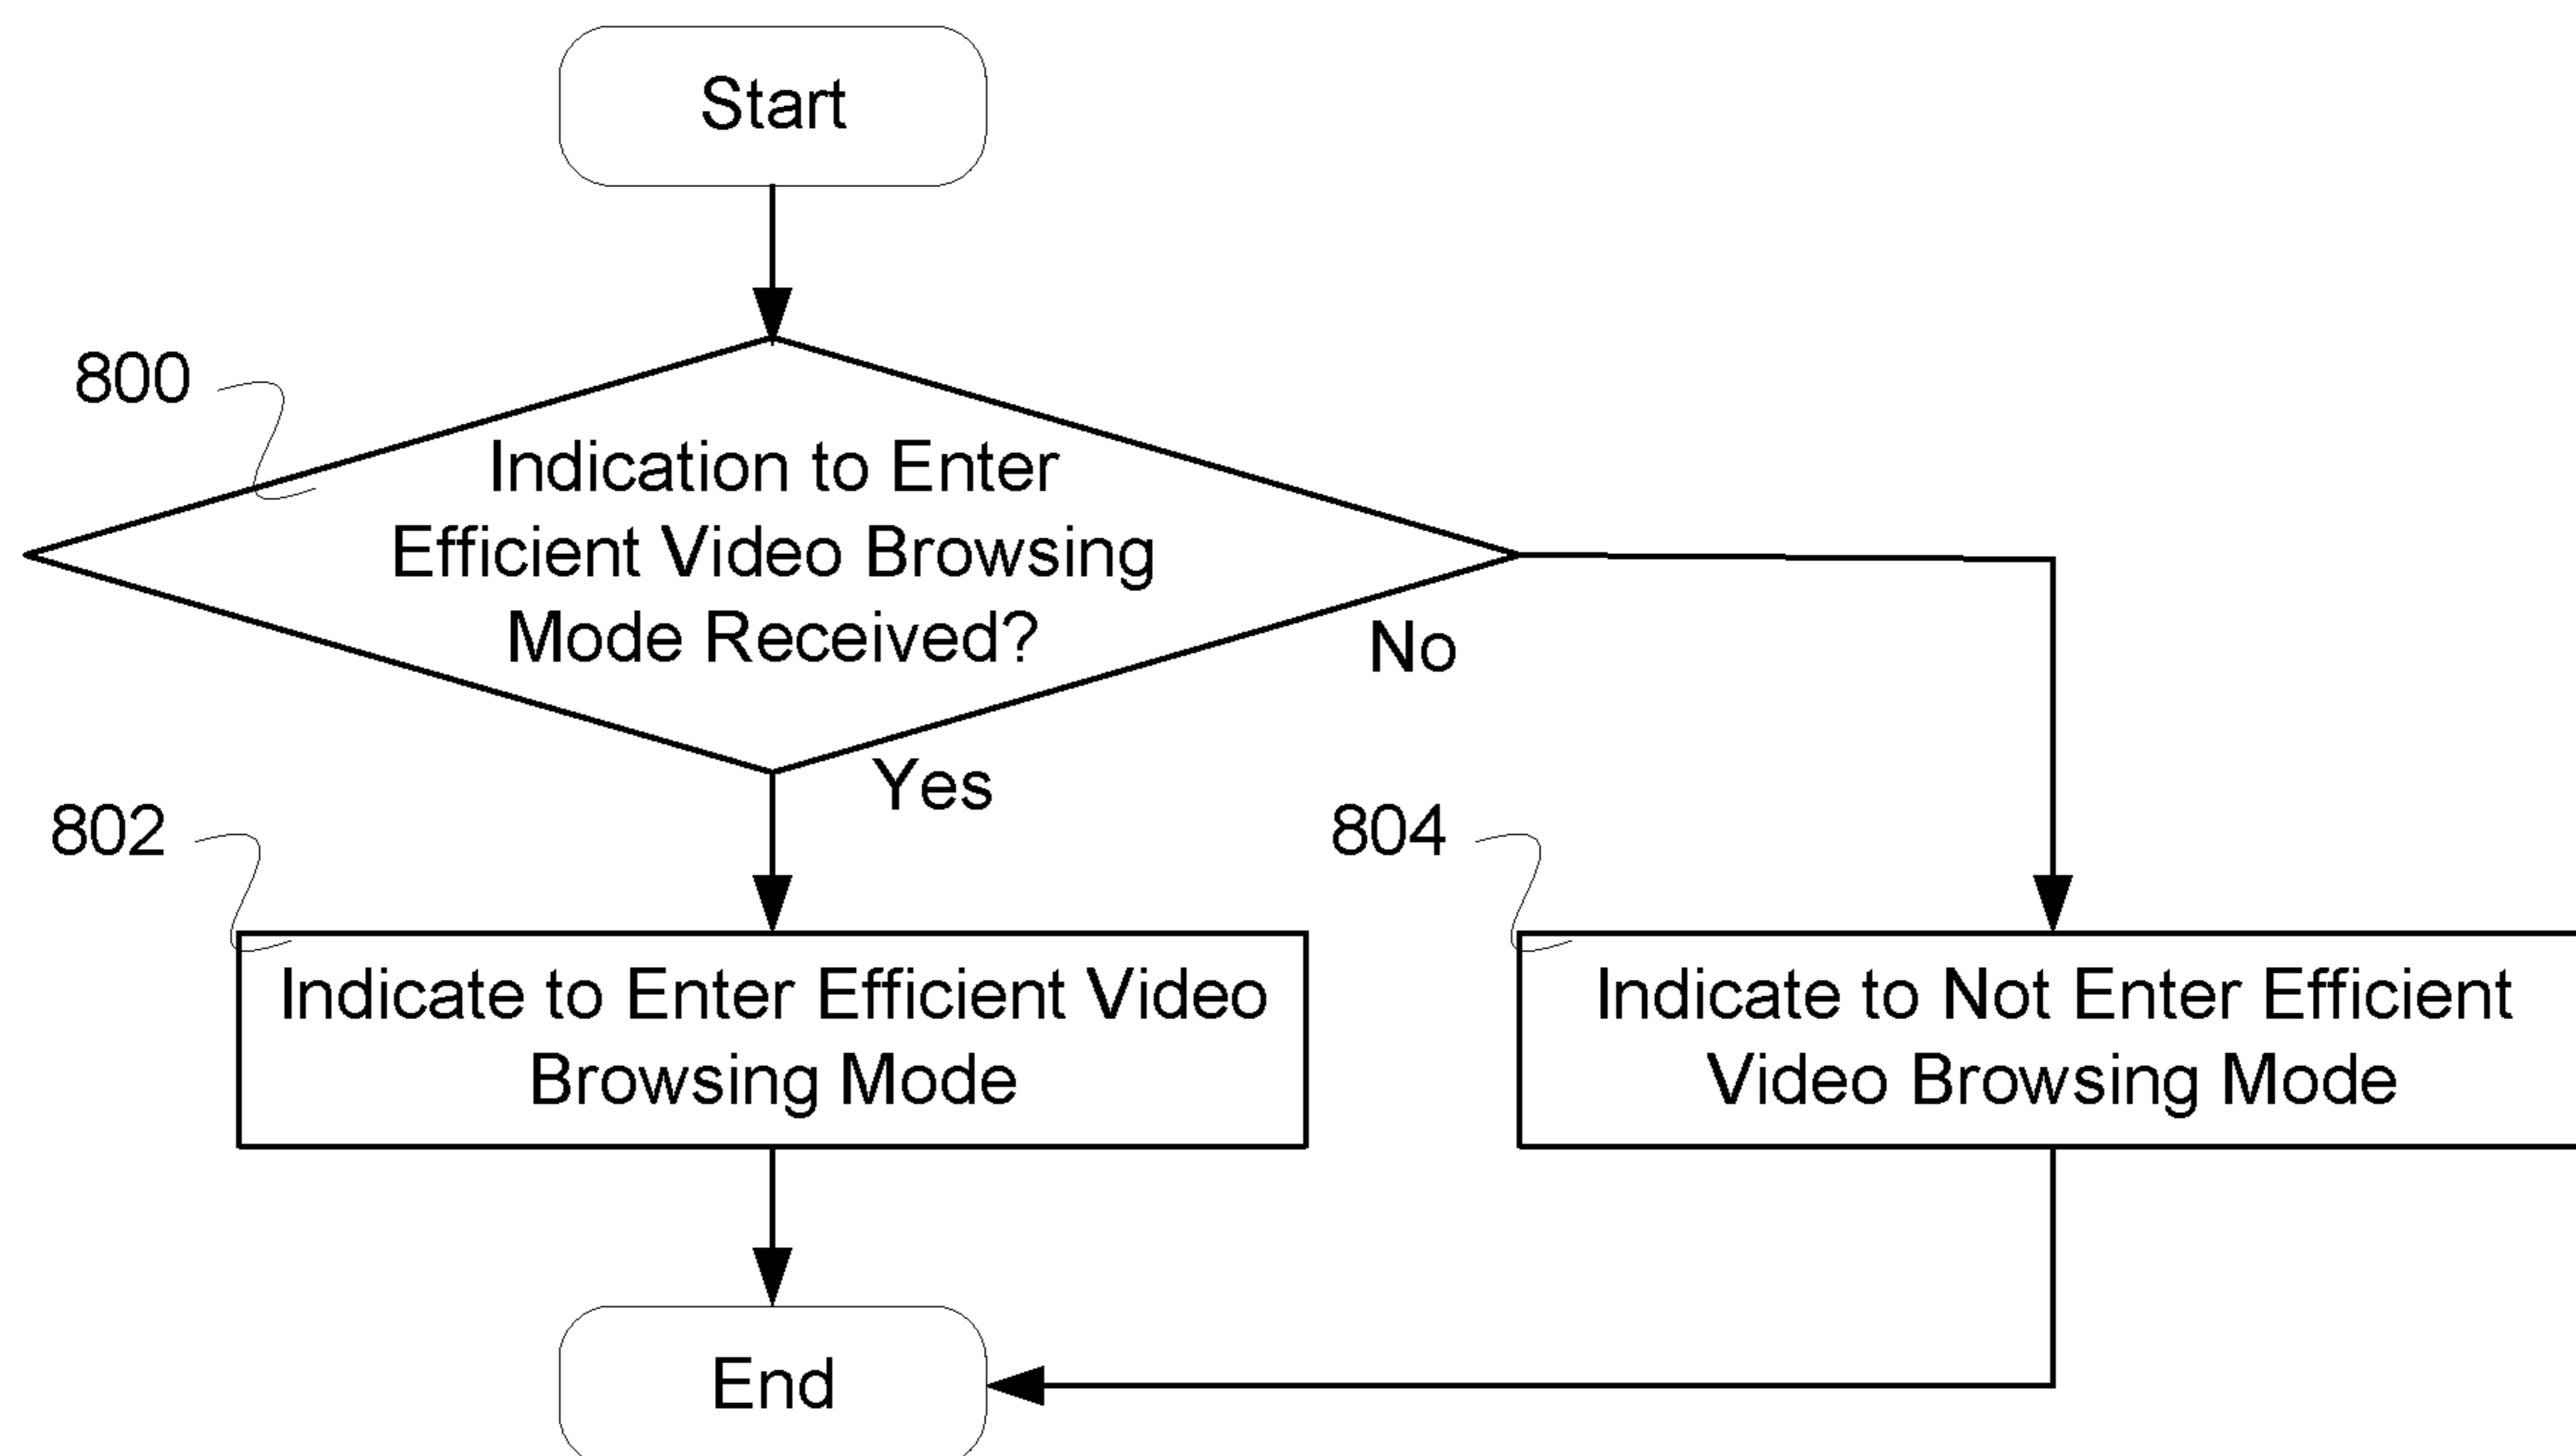 Start
800
Indication to Enter
Efficient Video Browsing
Mode Received?
No
Yes
802
Indicate to Enter Efficient Video
Browsing Mode
804
Indicate to Not Enter Efficient
Video Browsing Mode
End